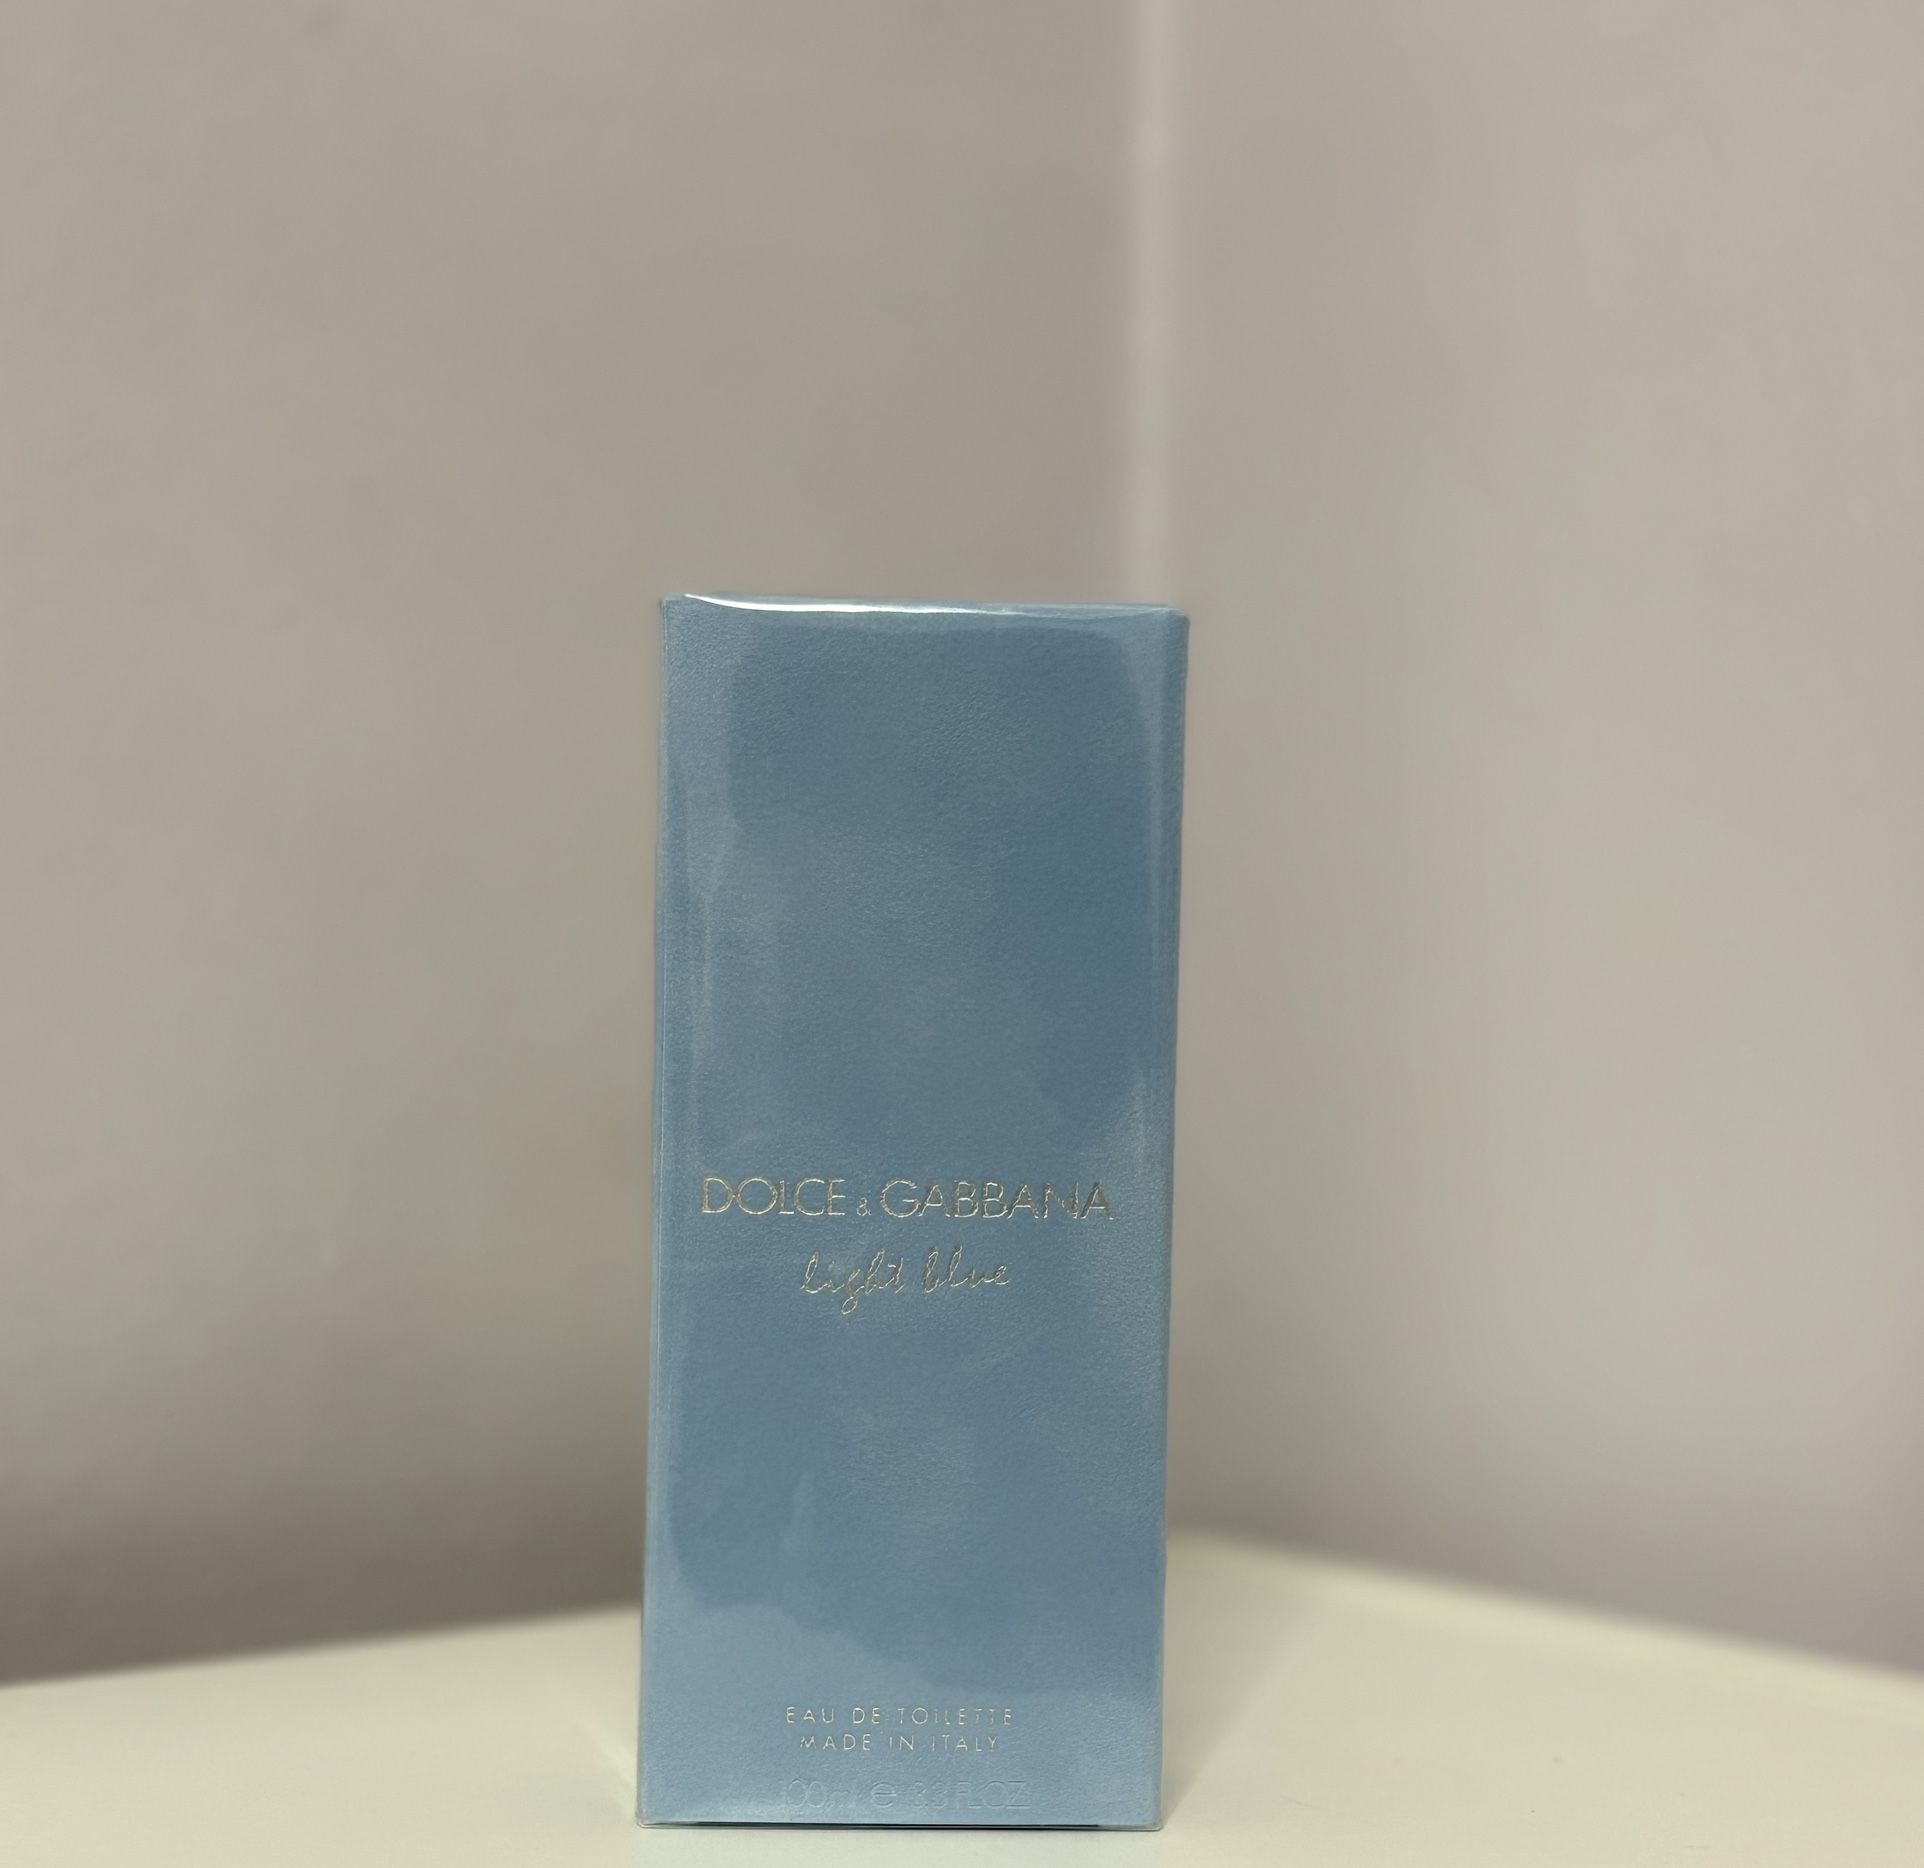 DOLCE & GABBANA
light blue
EAU DE TOILETTE
MADE IN ITALY
100ml e 3.3 FL.OZ